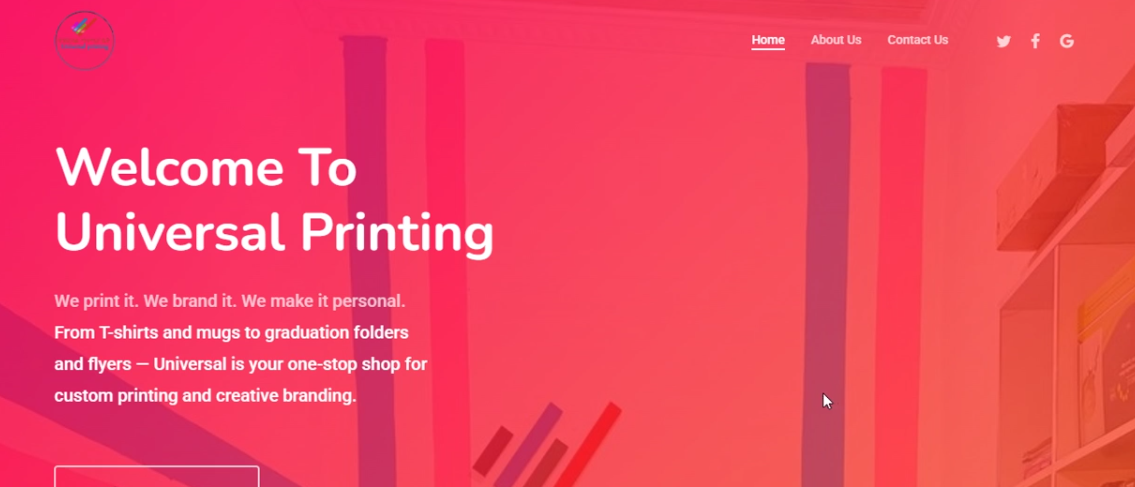 Home About Us Contact Us
Welcome To
Universal Printing
We print it. We brand it. We make it personal.
From T-shirts and mugs to graduation folders
and flyers — Universal is your one-stop shop for
custom printing and creative branding.